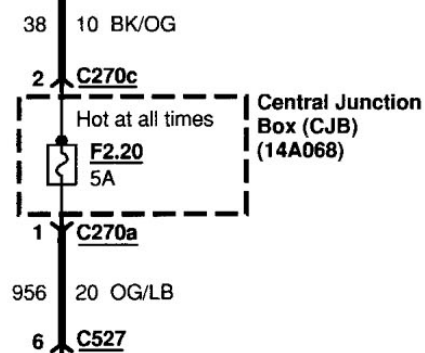 38 10 BK/OG
2 C270c
Hot at all times
F2.20
5A
Central Junction
Box (CJB)
(14A068)
1 C270a
956 20 OG/LB
6 C527